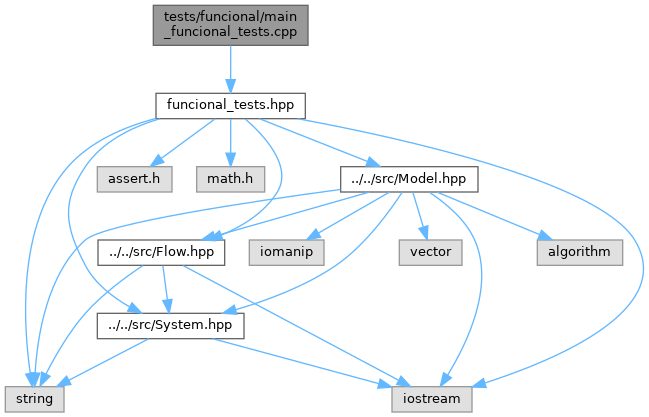 tests/funcional/main
_funcional_tests.cpp
funcional_tests.hpp
assert.h
math.h
../../src/Model.hpp
../../src/Flow.hpp
iomanip
vector
algorithm
../../src/System.hpp
string
iostream